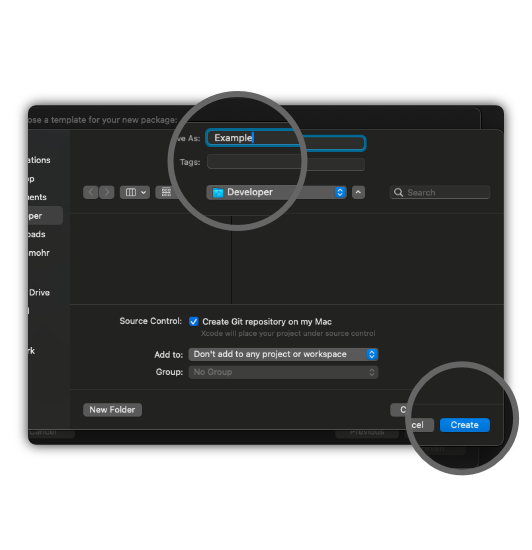 ose a template for your new package:
ve As: Example
Tags:
Developer
Search
ations
p
ments
per
oads
mohr
Drive
rk
Source Control: Create Git repository on my Mac
Xcode will place your project under source control
Add to: Don't add to any project or workspace
Group: No Group
New Folder
C
cel Create
Cancel Previous